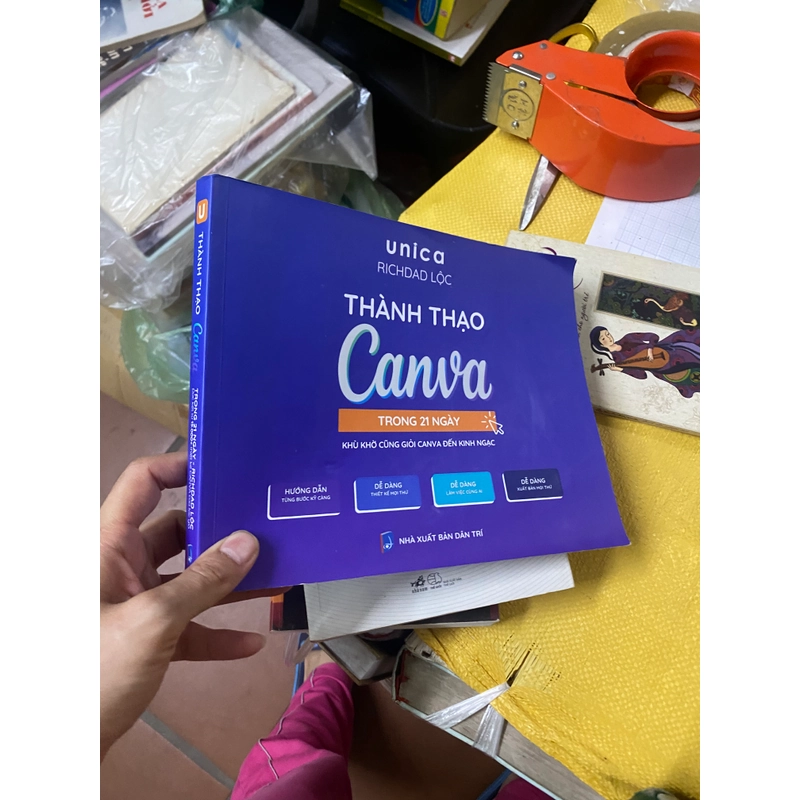 unica
RICHDAD LỘC
THÀNH THẠO
Canva
TRONG 21 NGÀY
KHÙ KHỜ CŨNG GIỎI CANVA ĐẾN KINH NGẠC
HƯỚNG DẪN
TỪNG BƯỚC KỸ CÀNG
DỄ DÀNG
THIẾT KẾ MỌI THỨ
DỄ DÀNG
LÀM VIỆC CÙNG AI
DỄ DÀNG
XUẤT BẢN MỌI THỨ
NHÀ XUẤT BẢN DÂN TRÍ
U
THÀNH THẠO
Canva
TRONG 21 NGÀY - RICHDAD LỘC